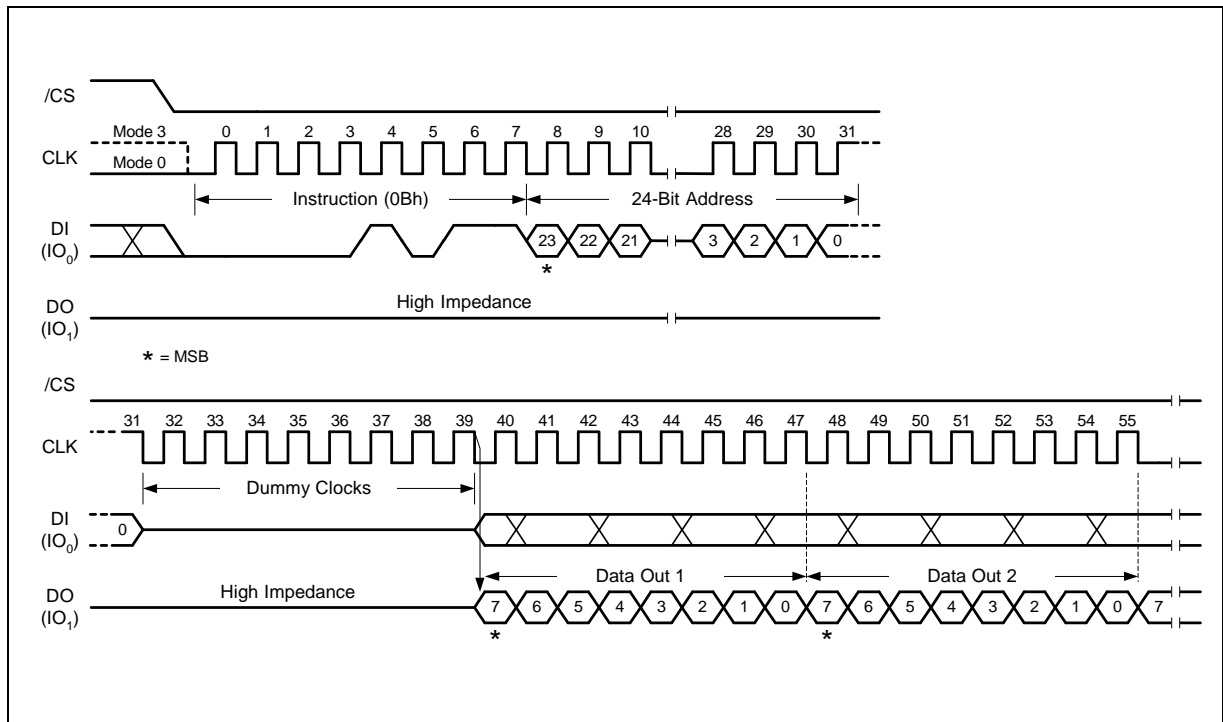 /CS
Mode 3 0 1 2 3 4 5 6 7 8 9 10 28 29 30 31
CLK
Mode 0
Instruction (0Bh) 24-Bit Address
DI
(IO0)
23 22 21 3 2 1 0
*
High Impedance
DO
(IO1)
* = MSB
/CS
31 32 33 34 35 36 37 38 39 40 41 42 43 44 45 46 47 48 49 50 51 52 53 54 55
CLK
Dummy Clocks
DI
(IO0)
0
Data Out 1 Data Out 2
High Impedance
DO
(IO1)
7 6 5 4 3 2 1 0 7 6 5 4 3 2 1 0 7
* *